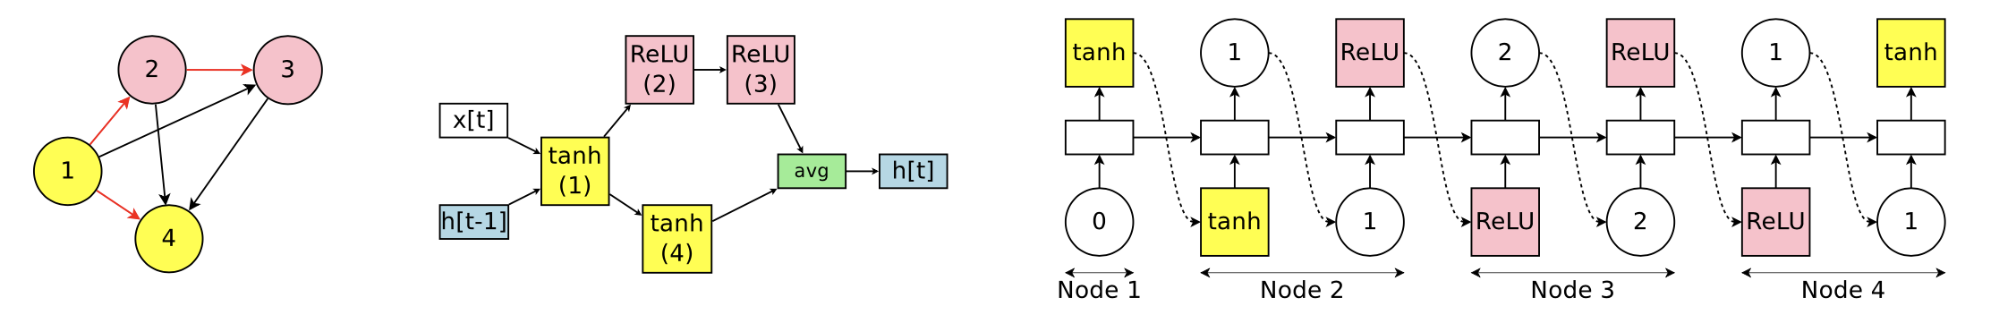 1
2
3
4
x[t]
h[t-1]
tanh
(1)
ReLU
(2)
ReLU
(3)
tanh
(4)
avg
h[t]
tanh
1
ReLU
2
ReLU
1
tanh
0
tanh
1
ReLU
2
ReLU
1
Node 1
Node 2
Node 3
Node 4